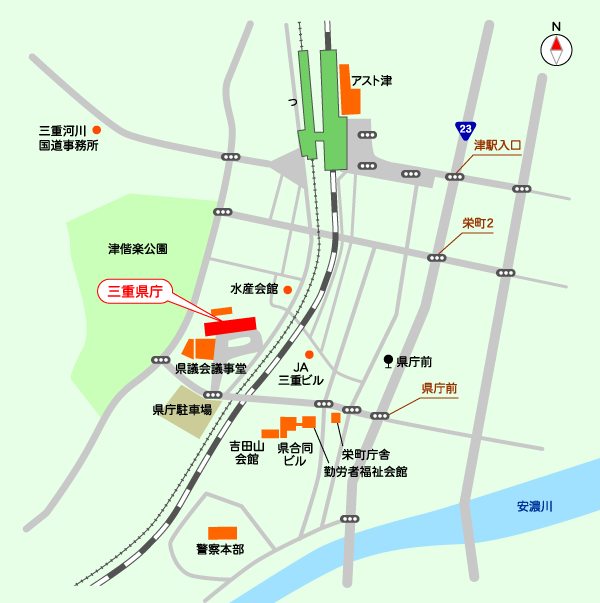 N
アスト津
つ
23
三重河川
国道事務所
津駅入口
栄町2
津偕楽公園
水産会館
三重県庁
県議会議事堂
JA
三重ビル
県庁前
県庁前
県庁駐車場
吉田山
会館
県合同
ビル
栄町庁舎
勤労者福祉会館
安濃川
警察本部